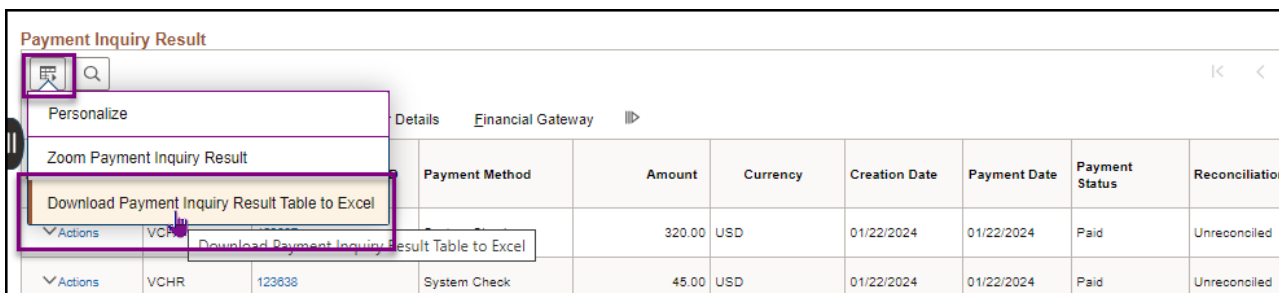 Payment Inquiry Result
Personalize
Details Financial Gateway
Zoom Payment Inquiry Result
Payment Method Amount Currency Creation Date Payment Date Payment Status Reconciliation
Download Payment Inquiry Result Table to Excel
Actions 320.00 USD 01/22/2024 01/22/2024 Paid Unreconciled
Download Payment Inquiry Result Table to Excel
Actions VCHR 123638 System Check 45.00 USD 01/22/2024 01/22/2024 Paid Unreconciled